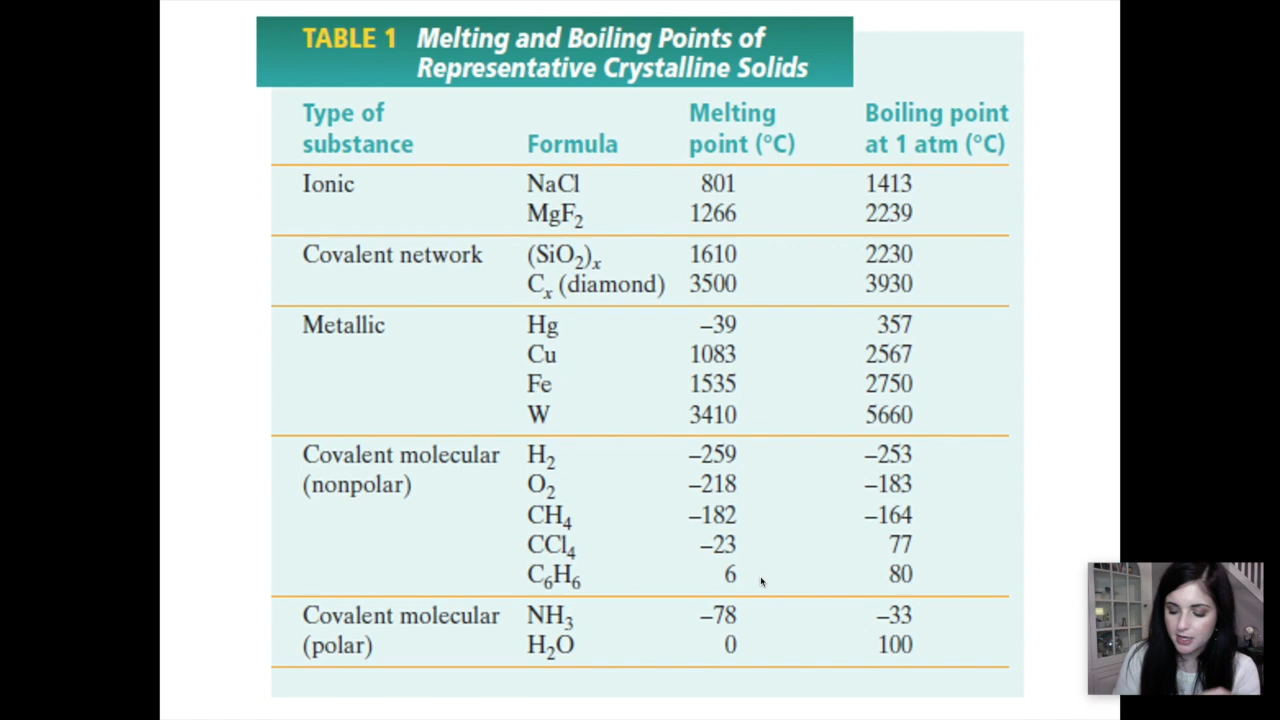 TABLE 1 Melting and Boiling Points of
Representative Crystalline Solids
Type of substance Formula Melting point (°C) Boiling point at 1 atm (°C)
Ionic NaCl 801 1413
MgF₂ 1266 2239
Covalent network (SiO₂)ₓ 1610 2230
Cₓ (diamond) 3500 3930
Metallic Hg –39 357
Cu 1083 2567
Fe 1535 2750
W 3410 5660
Covalent molecular H₂ –259 –253
(nonpolar) O₂ –218 –183
CH₄ –182 –164
CCl₄ –23 77
C₆H₆ 6 80
Covalent molecular NH₃ –78 –33
(polar) H₂O 0 100